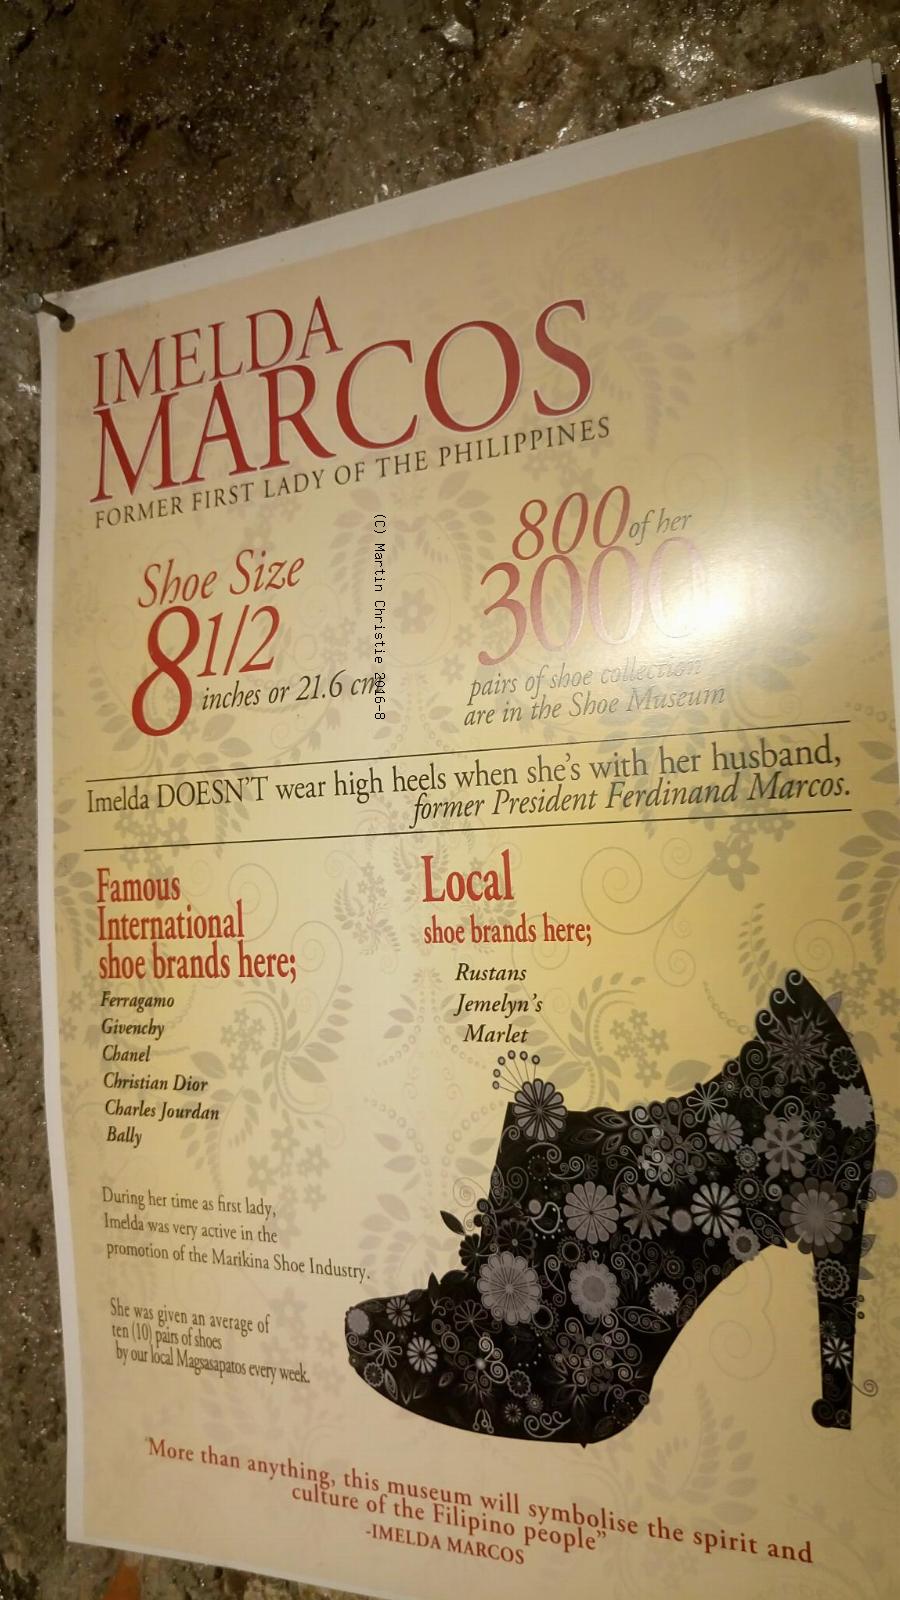 IMELDA
MARCOS
FORMER FIRST LADY OF THE PHILIPPINES
Shoe Size
8 1/2
inches or 21.6 cm
800 of her
3000
pairs of shoe collection
are in the Shoe Museum
(C) Martin Christie 2016-8
Imelda DOESN'T wear high heels when she's with her husband,
former President Ferdinand Marcos.
Famous
International
shoe brands here;
Ferragamo
Givenchy
Chanel
Christian Dior
Charles Jourdan
Bally
Local
shoe brands here;
Rustans
Jemelyn's
Marlet
During her time as first lady,
Imelda was very active in the
promotion of the Marikina Shoe Industry.
She was given an average of
ten (10) pairs of shoes
by our local Magsasapatos every week.
"More than anything, this museum will symbolise the spirit and
culture of the Filipino people"
-IMELDA MARCOS